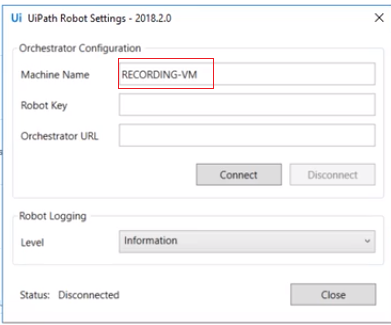 Ui UiPath Robot Settings - 2018.2.0
Orchestrator Configuration
Machine Name RECORDING-VM
Robot Key
Orchestrator URL
Connect Disconnect
Robot Logging
Level Information
Status: Disconnected Close